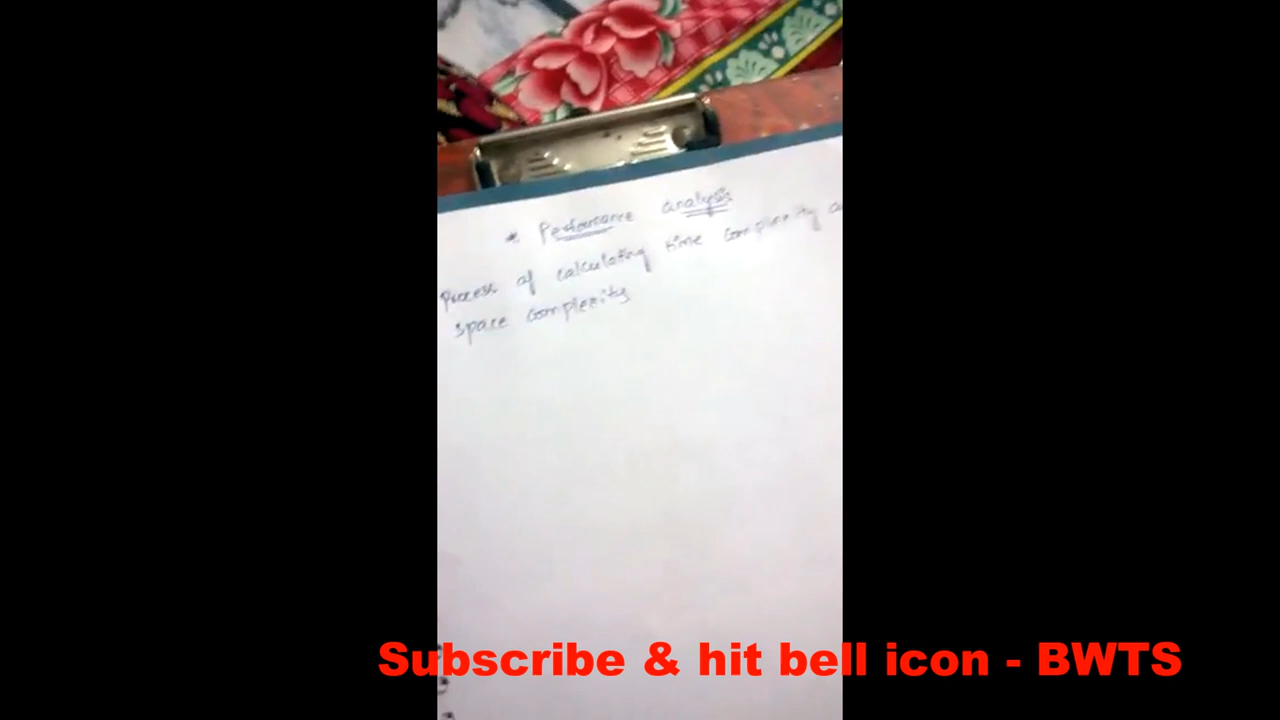 * Performance analysis
Process of calculating time complexity
space complexity
Subscribe & hit bell icon - BWTS